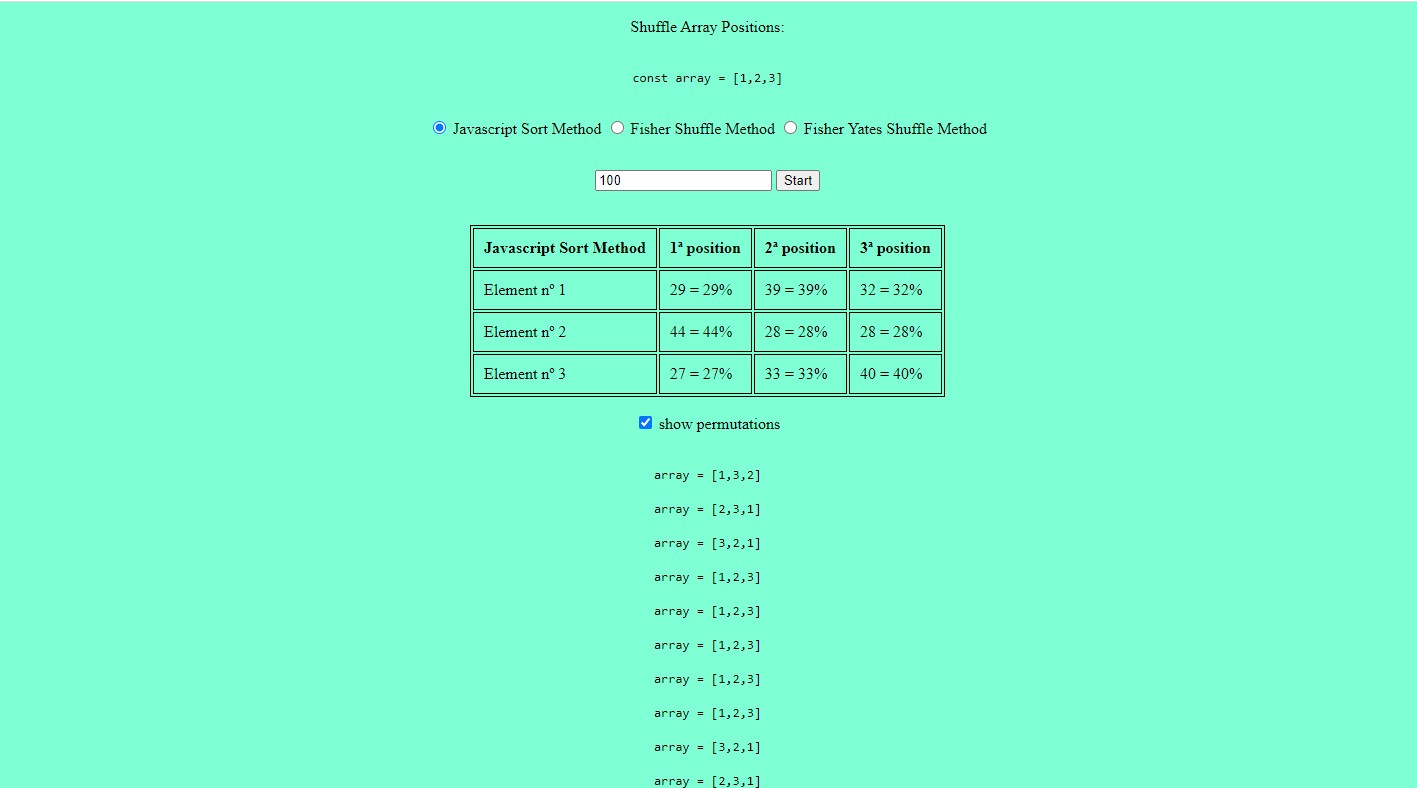 Shuffle Array Positions:
const array = [1,2,3]
Javascript Sort Method Fisher Shuffle Method Fisher Yates Shuffle Method
100 Start
Javascript Sort Method 1ª position 2ª position 3ª position
Element nº 1 29 = 29% 39 = 39% 32 = 32%
Element nº 2 44 = 44% 28 = 28% 28 = 28%
Element nº 3 27 = 27% 33 = 33% 40 = 40%
show permutations
array = [1,3,2]
array = [2,3,1]
array = [3,2,1]
array = [1,2,3]
array = [1,2,3]
array = [1,2,3]
array = [1,2,3]
array = [1,2,3]
array = [3,2,1]
array = [2,3,1]